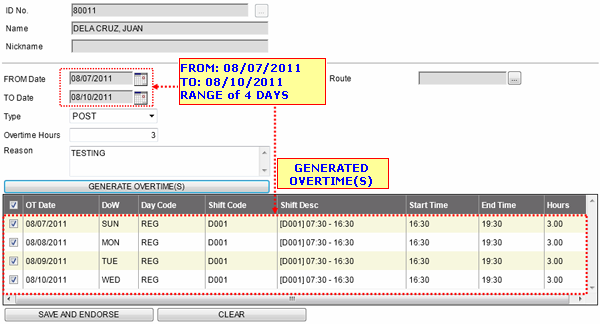 ID No. 80011 ...
Name DELA CRUZ, JUAN
Nickname
FROM Date 08/07/2011
TO Date 08/10/2011
FROM: 08/07/2011
TO: 08/10/2011
RANGE of 4 DAYS
Route ...
Type POST
Overtime Hours 3
Reason TESTING
GENERATED
OVERTIME(S)
GENERATE OVERTIME(S)
OT Date DoW Day Code Shift Code Shift Desc Start Time End Time Hours
08/07/2011 SUN REG D001 [D001] 07:30 - 16:30 16:30 19:30 3.00
08/08/2011 MON REG D001 [D001] 07:30 - 16:30 16:30 19:30 3.00
08/09/2011 TUE REG D001 [D001] 07:30 - 16:30 16:30 19:30 3.00
08/10/2011 WED REG D001 [D001] 07:30 - 16:30 16:30 19:30 3.00
SAVE AND ENDORSE CLEAR